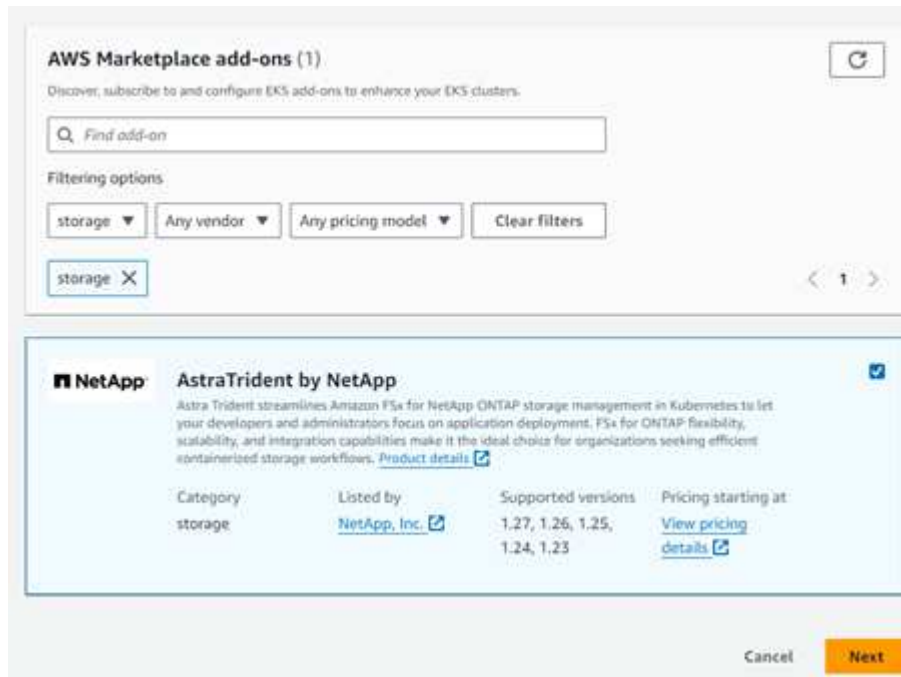 AWS Marketplace add-ons (1)
Discover, subscribe to and configure EKS add-ons to enhance your EKS clusters.
Find add-on
Filtering options
storage Any vendor Any pricing model Clear filters
storage
1
NetApp
AstraTrident by NetApp
Astra Trident streamlines Amazon FSx for NetApp ONTAP storage management in Kubernetes to let
your developers and administrators focus on application deployment. FSx for ONTAP flexibility,
scalability, and integration capabilities make it the ideal choice for organizations seeking efficient
containerized storage workflows. Product details
Category Listed by Supported versions Pricing starting at
storage NetApp, Inc. 1.27, 1.26, 1.25, View pricing
1.24, 1.23 details
Cancel Next